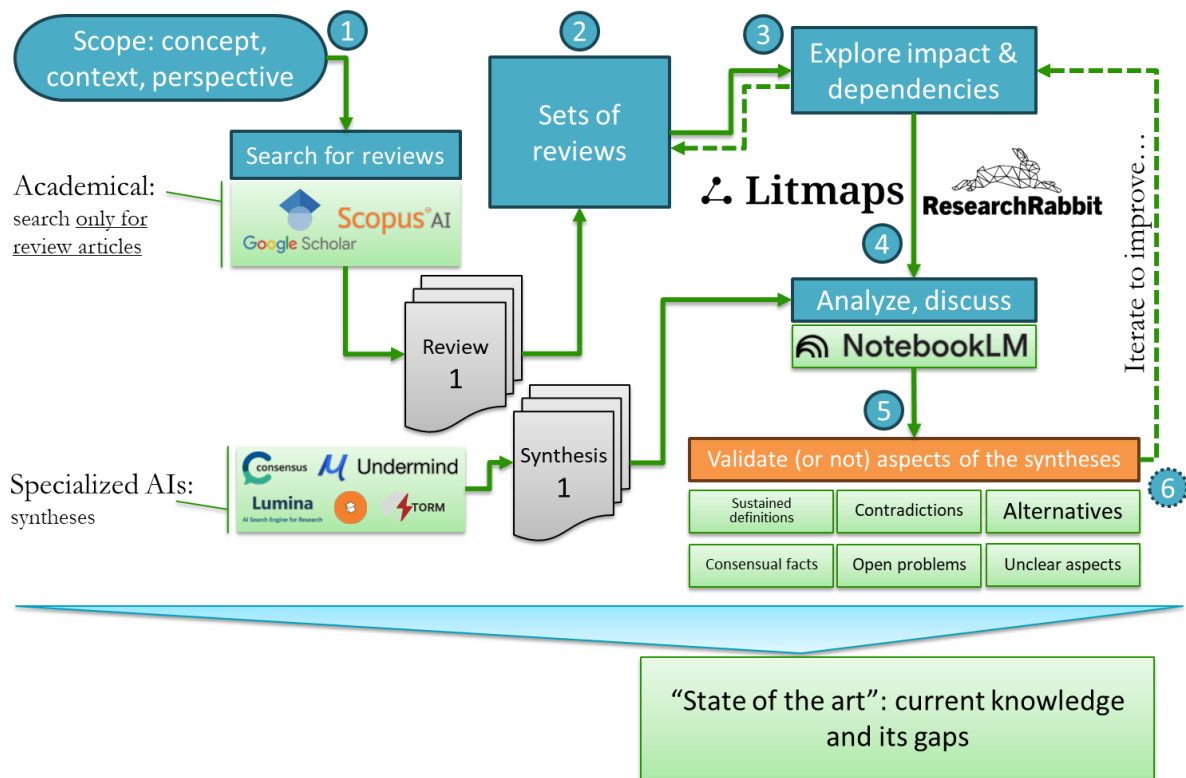 1
Scope: concept,
context, perspective
2
Sets of
reviews
3
Explore impact &
dependencies
Search for reviews
Academical:
search only for
review articles
Scopus® AI
Google Scholar
Litmaps
ResearchRabbit
Iterate to improve...
4
Analyze, discuss
NotebookLM
Review
1
5
Synthesis
1
Specialized AIs:
syntheses
consensus
Undermind
Lumina
AI Search Engine for Research
STORM
Validate (or not) aspects of the syntheses
6
Sustained
definitions
Contradictions
Alternatives
Consensual facts
Open problems
Unclear aspects
“State of the art”: current knowledge
and its gaps